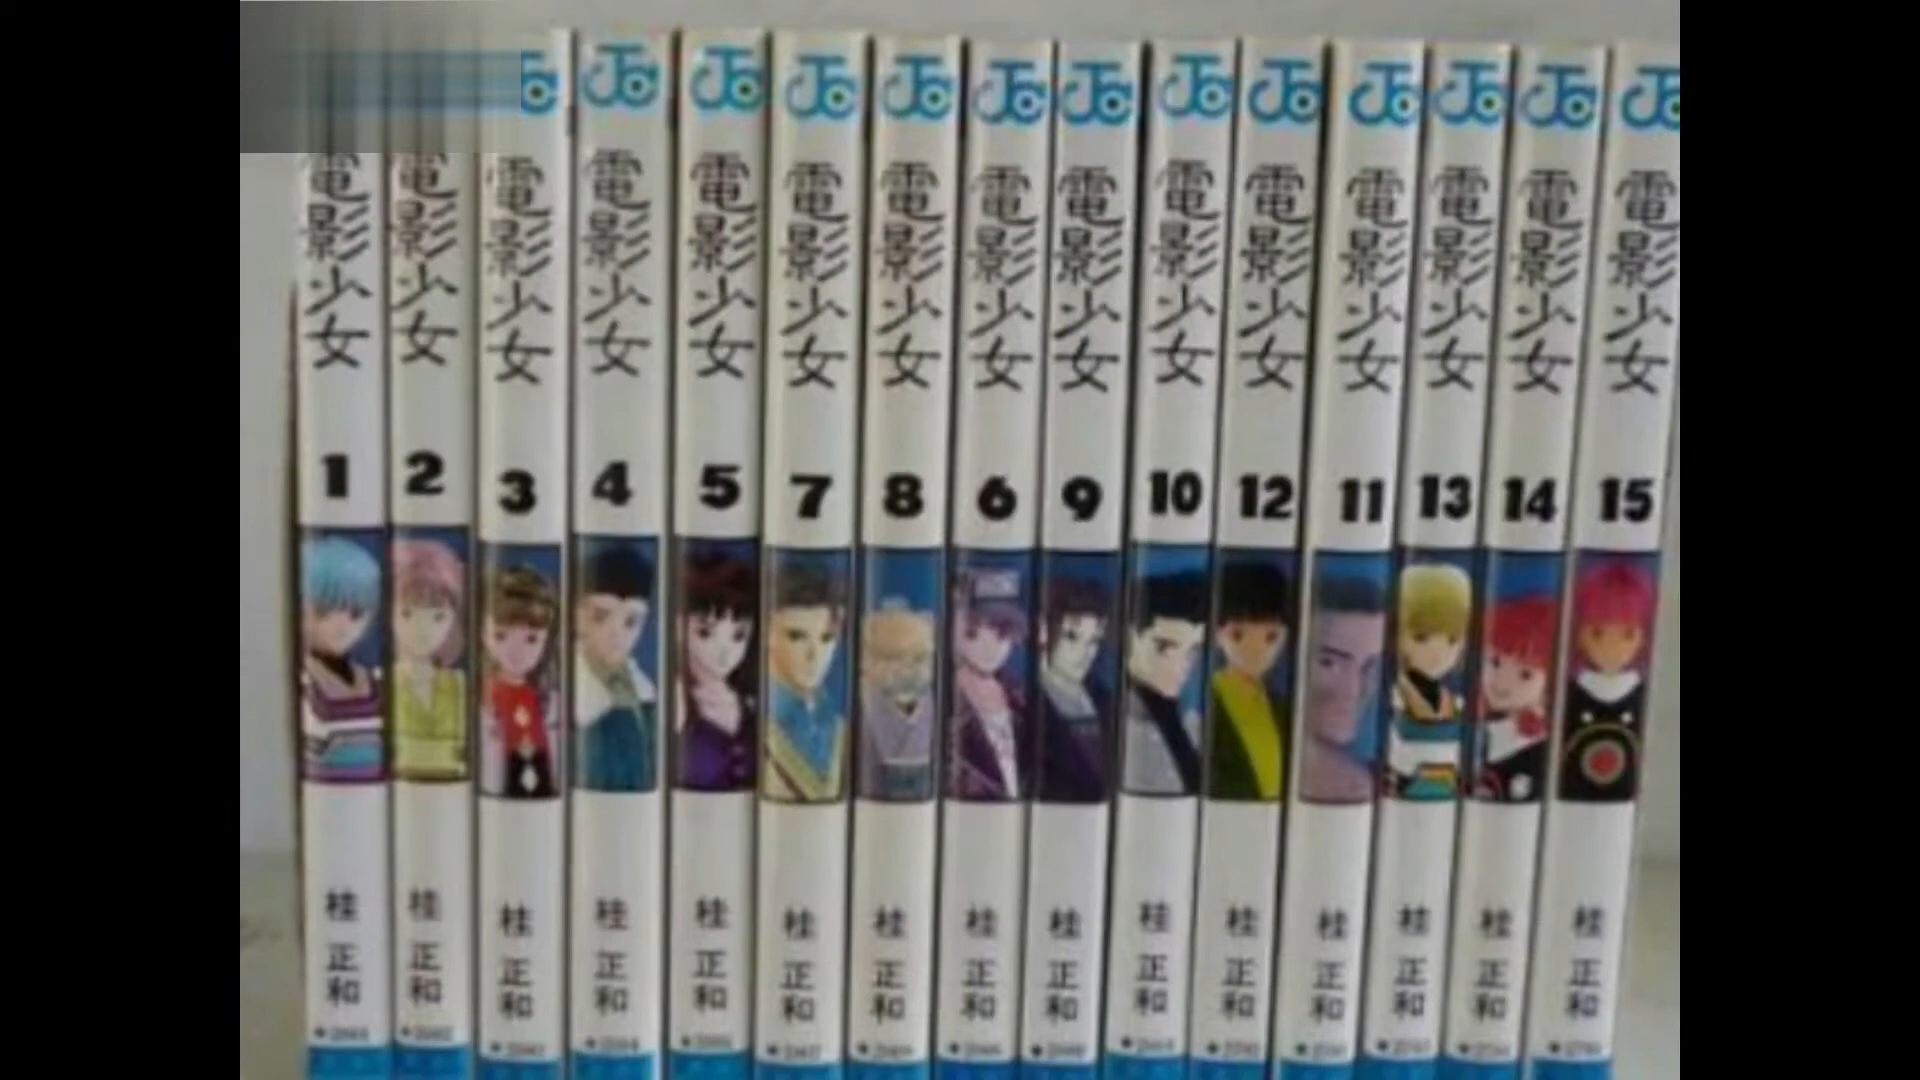 電影少女 1 桂正和
電影少女 2 桂正和
電影少女 3 桂正和
電影少女 4 桂正和
電影少女 5 桂正和
電影少女 7 桂正和
電影少女 8 桂正和
電影少女 6 桂正和
電影少女 9 桂正和
電影少女 10 桂正和
電影少女 12 桂正和
電影少女 11 桂正和
電影少女 13 桂正和
電影少女 14 桂正和
電影少女 15 桂正和